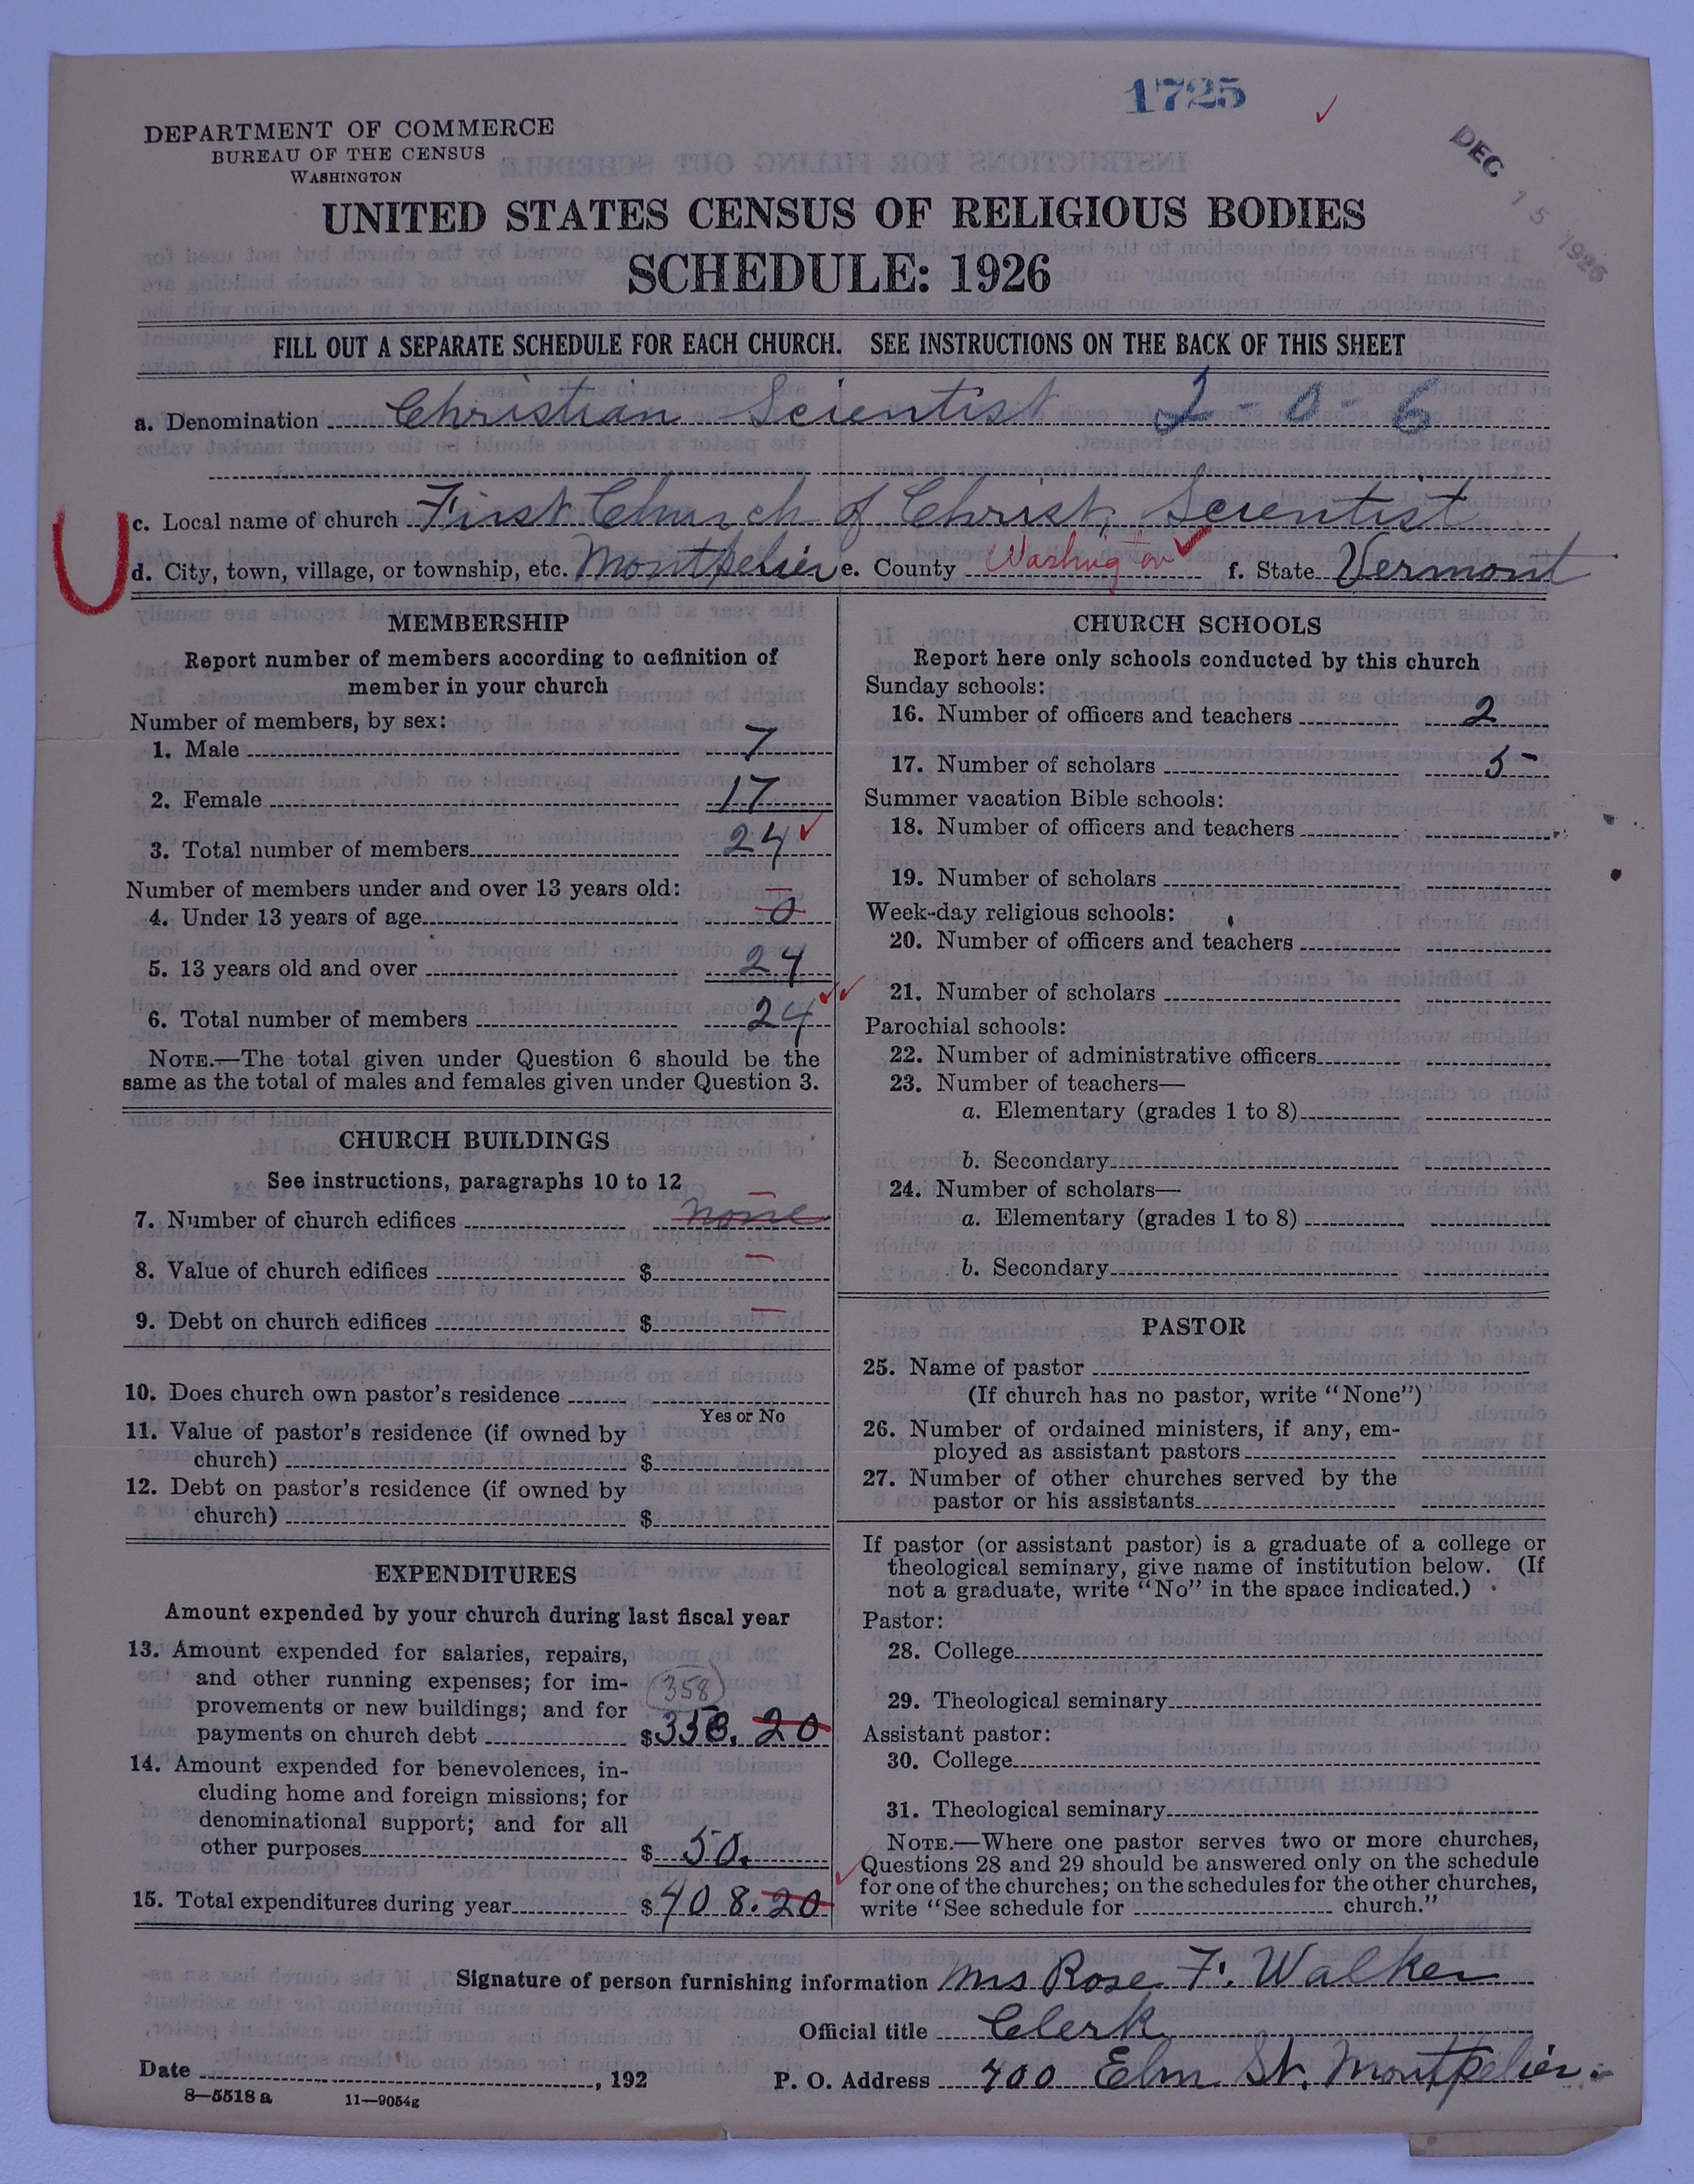 1725
DEC 15 1926
DEPARTMENT OF COMMERCE
BUREAU OF THE CENSUS
WASHINGTON
UNITED STATES CENSUS OF RELIGIOUS BODIES
SCHEDULE: 1926
FILL OUT A SEPARATE SCHEDULE FOR EACH CHURCH. SEE INSTRUCTIONS ON THE BACK OF THIS SHEET
a. Denomination Christian Scientist 2-0-6
c. Local name of church First Church of Christ, Scientist
d. City, town, village, or township, etc. Montpelier e. County Washington f. State Vermont
MEMBERSHIP
Report number of members according to definition of
member in your church
Number of members, by sex:
1. Male 7
2. Female 17
3. Total number of members 24
Number of members under and over 13 years old:
4. Under 13 years of age 0
5. 13 years old and over 24
6. Total number of members 24
NOTE.—The total given under Question 6 should be the
same as the total of males and females given under Question 3.
CHURCH BUILDINGS
See instructions, paragraphs 10 to 12
7. Number of church edifices none
8. Value of church edifices $
9. Debt on church edifices $
10. Does church own pastor's residence
Yes or No
11. Value of pastor's residence (if owned by
church) $
12. Debt on pastor's residence (if owned by
church) $
EXPENDITURES
Amount expended by your church during last fiscal year
13. Amount expended for salaries, repairs,
and other running expenses; for im-
358
provements or new buildings; and for
payments on church debt $358.20
14. Amount expended for benevolences, in-
cluding home and foreign missions; for
denominational support; and for all
other purposes $50.
15. Total expenditures during year $408.20
CHURCH SCHOOLS
Report here only schools conducted by this church
Sunday schools:
16. Number of officers and teachers 2
17. Number of scholars 5
Summer vacation Bible schools:
18. Number of officers and teachers
19. Number of scholars
Week-day religious schools:
20. Number of officers and teachers
21. Number of scholars
Parochial schools:
22. Number of administrative officers
23. Number of teachers—
a. Elementary (grades 1 to 8)
b. Secondary
24. Number of scholars—
a. Elementary (grades 1 to 8)
b. Secondary
PASTOR
25. Name of pastor
(If church has no pastor, write "None")
26. Number of ordained ministers, if any, em-
ployed as assistant pastors
27. Number of other churches served by the
pastor or his assistants
If pastor (or assistant pastor) is a graduate of a college or
theological seminary, give name of institution below. (If
not a graduate, write "No" in the space indicated.)
Pastor:
28. College
29. Theological seminary
Assistant pastor:
30. College
31. Theological seminary
NOTE.—Where one pastor serves two or more churches,
Questions 28 and 29 should be answered only on the schedule
for one of the churches; on the schedules for the other churches,
write "See schedule for church."
Signature of person furnishing information Mrs Rose F. Walker
Official title Clerk
Date , 192 P. O. Address 700 Elm St. Montpelier.
8—5518 a 11—9054g